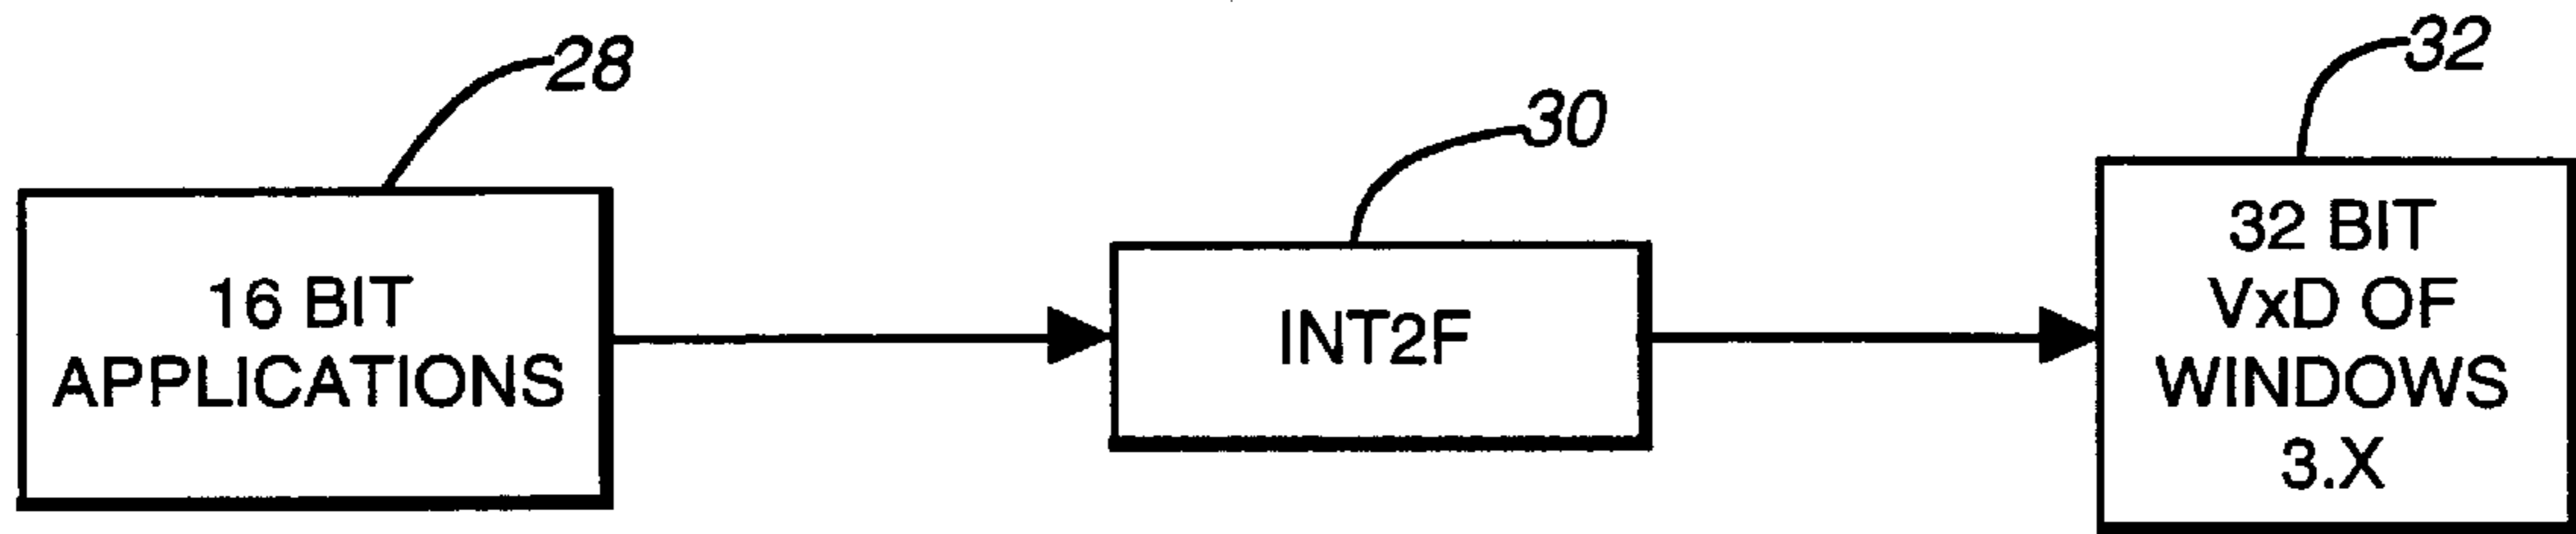 28
16 BIT
APPLICATIONS
30
INT2F
32
32 BIT
VxD OF
WINDOWS
3.X